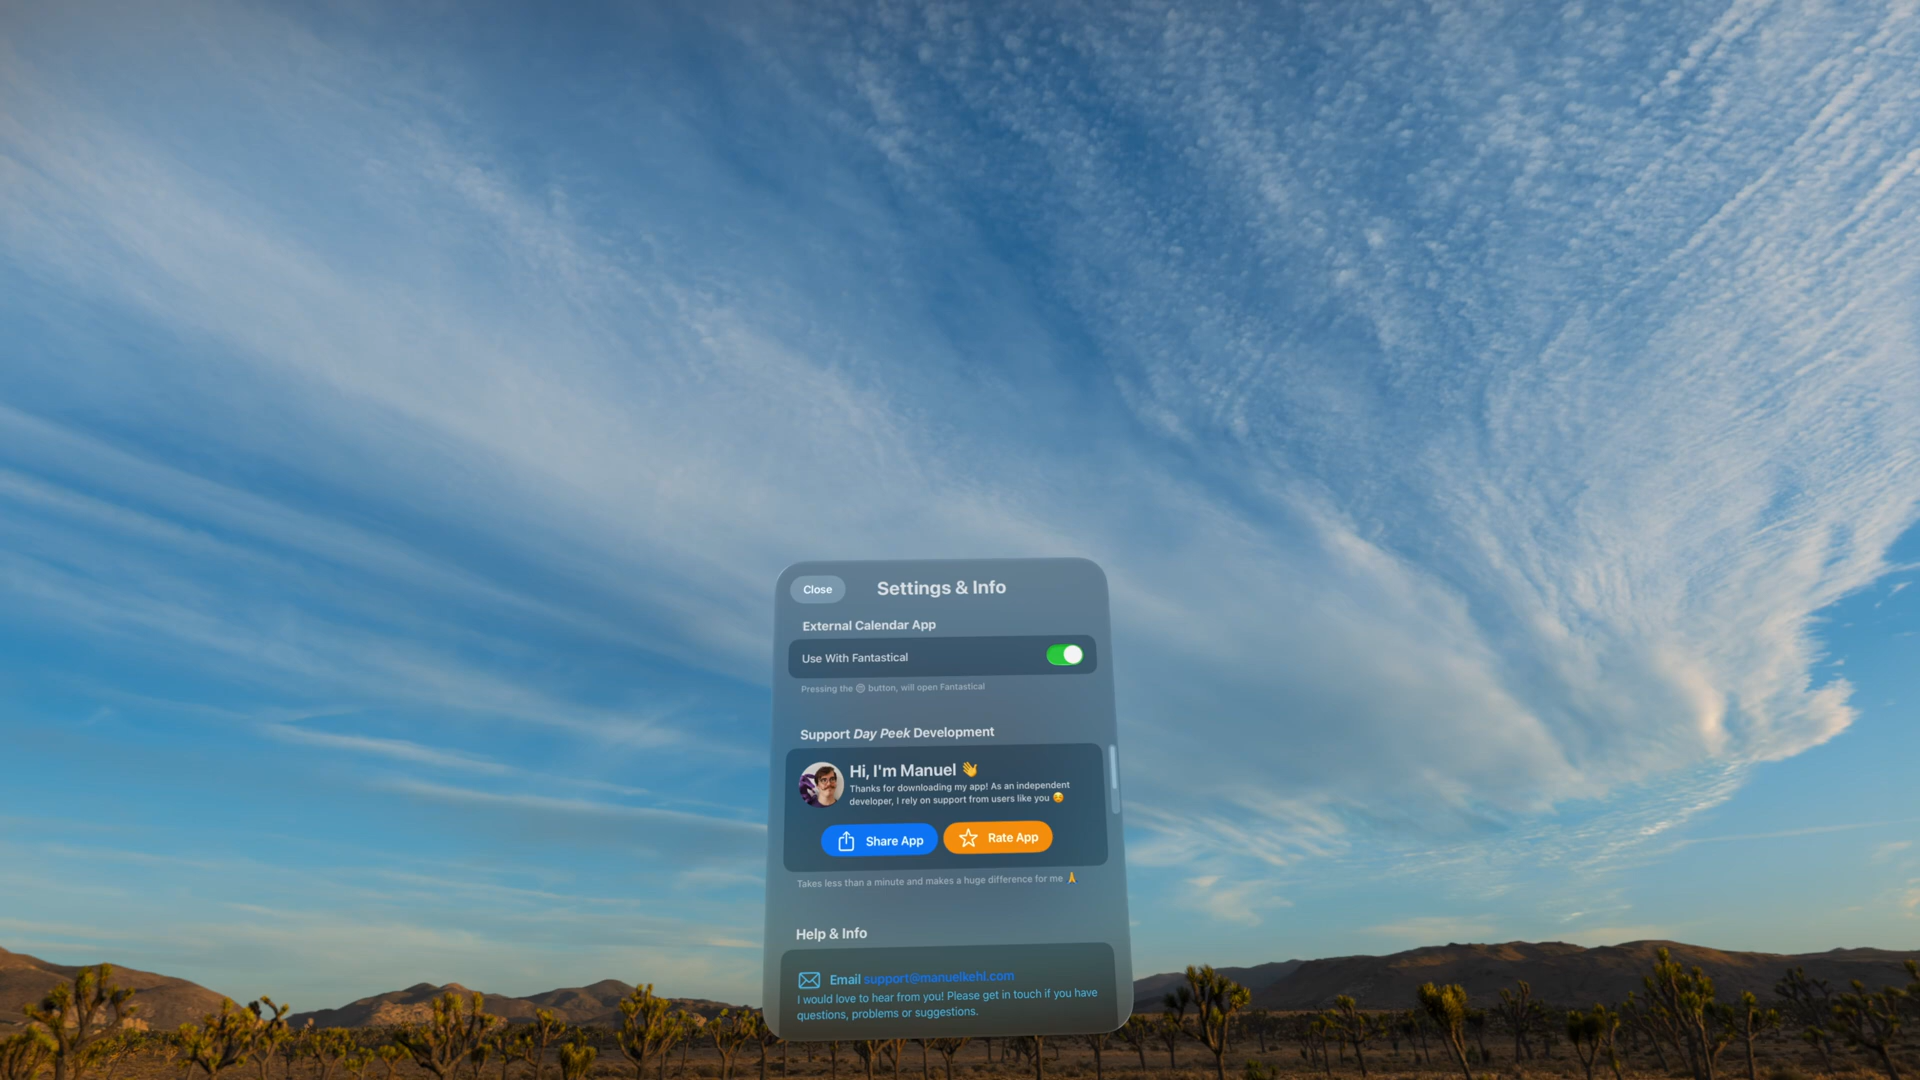 Close
Settings & Info
External Calendar App
Use With Fantastical
Pressing the button, will open Fantastical
Support Day Peek Development
Hi, I'm Manuel 👋
Thanks for downloading my app! As an independent
developer, I rely on support from users like you ☺️
Share App
Rate App
Takes less than a minute and makes a huge difference for me 🙏
Help & Info
Email support@manuelkehl.com
I would love to hear from you! Please get in touch if you have
questions, problems or suggestions.